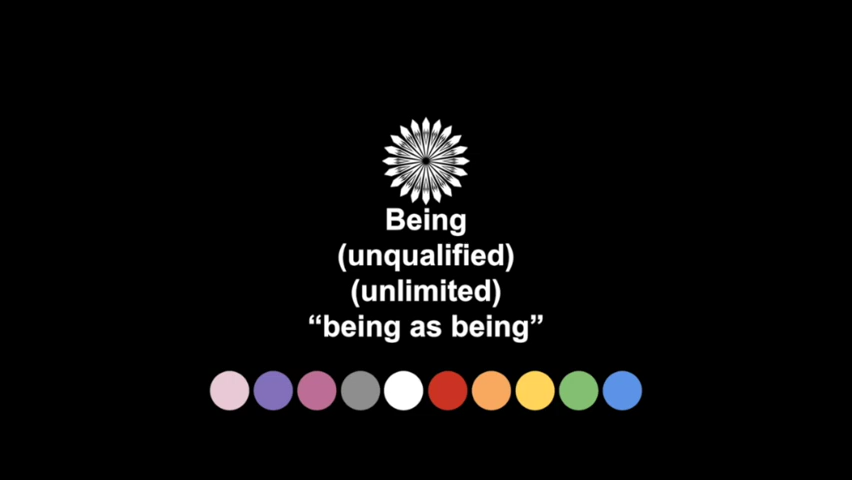 Being
(unqualified)
(unlimited)
“being as being”